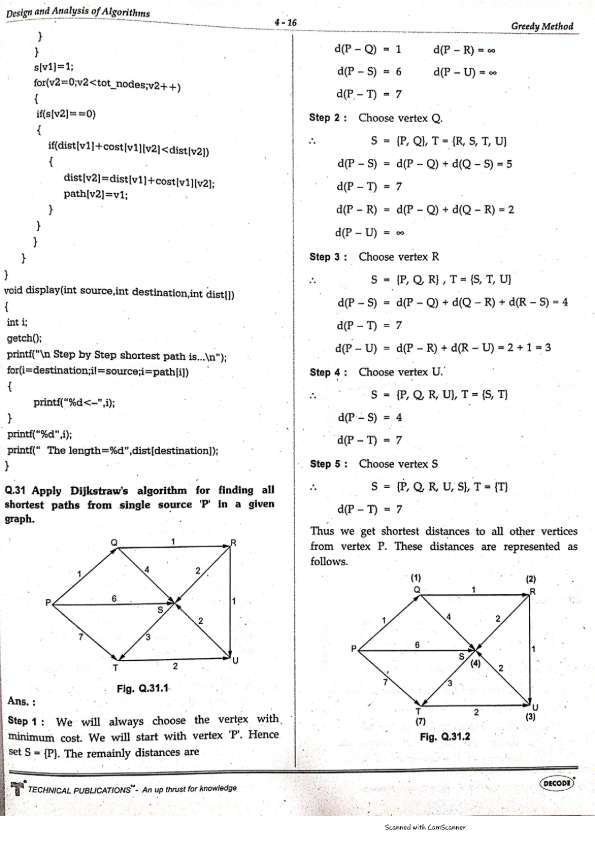 Design and Analysis of Algorithms
4 - 16
Greedy Method
}
}
s[v1]=1;
for(v2=0;v2<tot_nodes;v2++)
{
if(s[v2]==0)
{
if(dist[v1]+cost[v1][v2]<dist[v2])
{
dist[v2]=dist[v1]+cost[v1][v2];
path[v2]=v1;
}
}
}
}
}
void display(int source,int destination,int dist[])
{
int i;
getch();
printf("\n Step by Step shortest path is...\n");
for(i=destination;i!=source;i=path[i])
{
printf("%d<-",i);
}
printf("%d",i);
printf(" The length=%d",dist[destination]);
}
Q.31 Apply Dijkstraw's algorithm for finding all
shortest paths from single source 'P' in a given
graph.
Q 1 R
1 4 2
P 6 S 1
7 3 2
T 2 U
Fig. Q.31.1
Ans. :
Step 1 : We will always choose the vertex with
minimum cost. We will start with vertex 'P'. Hence
set S = {P}. The remainly distances are
d(P – Q) = 1 d(P – R) = ∞
d(P – S) = 6 d(P – U) = ∞
d(P – T) = 7
Step 2 : Choose vertex Q.
∴ S = {P, Q}, T = {R, S, T, U}
d(P – S) = d(P – Q) + d(Q – S) = 5
d(P – T) = 7
d(P – R) = d(P – Q) + d(Q – R) = 2
d(P – U) = ∞
Step 3 : Choose vertex R
∴ S = {P, Q, R} , T = {S, T, U}
d(P – S) = d(P – Q) + d(Q – R) + d(R – S) = 4
d(P – T) = 7
d(P – U) = d(P – R) + d(R – U) = 2 + 1 = 3
Step 4 : Choose vertex U.
∴ S = {P, Q, R, U}, T = {S, T}
d(P – S) = 4
d(P – T) = 7
Step 5 : Choose vertex S
∴ S = {P, Q, R, U, S}, T = {T}
d(P – T) = 7
Thus we get shortest distances to all other vertices
from vertex P. These distances are represented as
follows.
(1) (2)
Q 1 R
1 4 2
P 6 S (4) 1
7 3 2
T 2 U
(7) (3)
Fig. Q.31.2
TECHNICAL PUBLICATIONS™ - An up thrust for knowledge
DECODE
Scanned with CamScanner